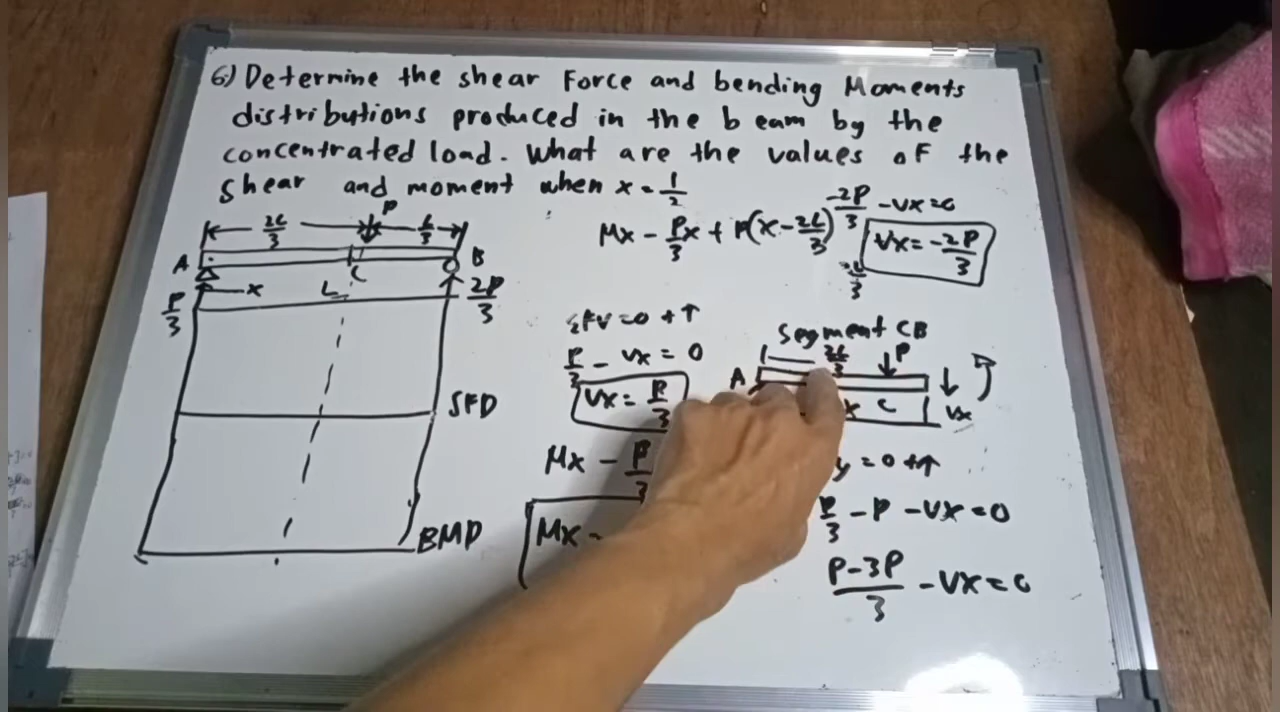 6.) Determine the shear Force and bending Moments
distributions produced in the beam by the
concentrated load. What are the values of the
shear and moment when x = 1/2
2L/3 P L/3
A B
C
x L
P/3 2P/3
SFD
BMD
Mx - P/3 x + P(x - 2L/3)
-2P/3 - Vx = 0
Vx = -2P/3
ΣFV = 0 + ↑
P/3 - Vx = 0
Vx = P/3
Mx - P
Mx -
Segment CB
2L/3 P
A
x C Vx
y = 0 + ↑
P/3 - P - Vx = 0
P-3P/3 - Vx = 0